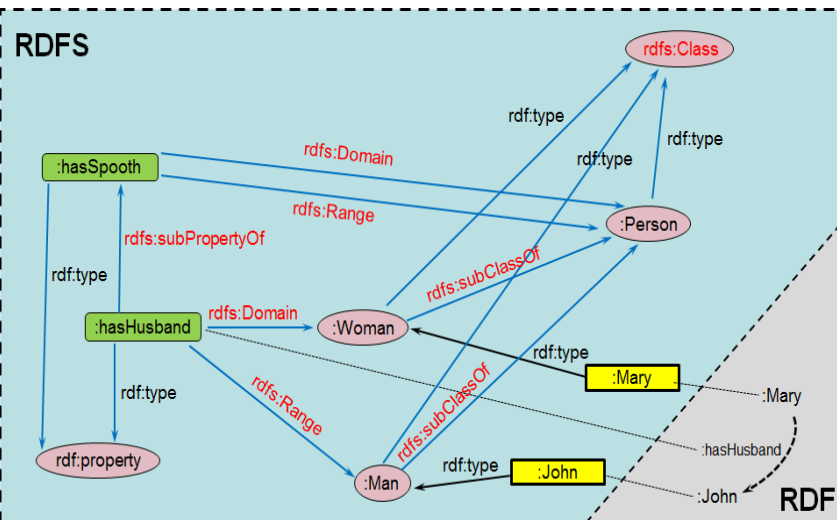 RDFS
rdfs:Class
rdf:type
rdf:type
rdf:type
rdfs:Domain
:hasSpooth
rdfs:Range
:Person
rdfs:subPropertyOf
rdf:type
rdfs:subClassOf
rdfs:Domain
:hasHusband
:Woman
rdf:type
:Mary
rdf:type
rdfs:Range
rdfs:subClassOf
:Mary
:hasHusband
rdf:property
:Man
rdf:type
:John
:John
RDF